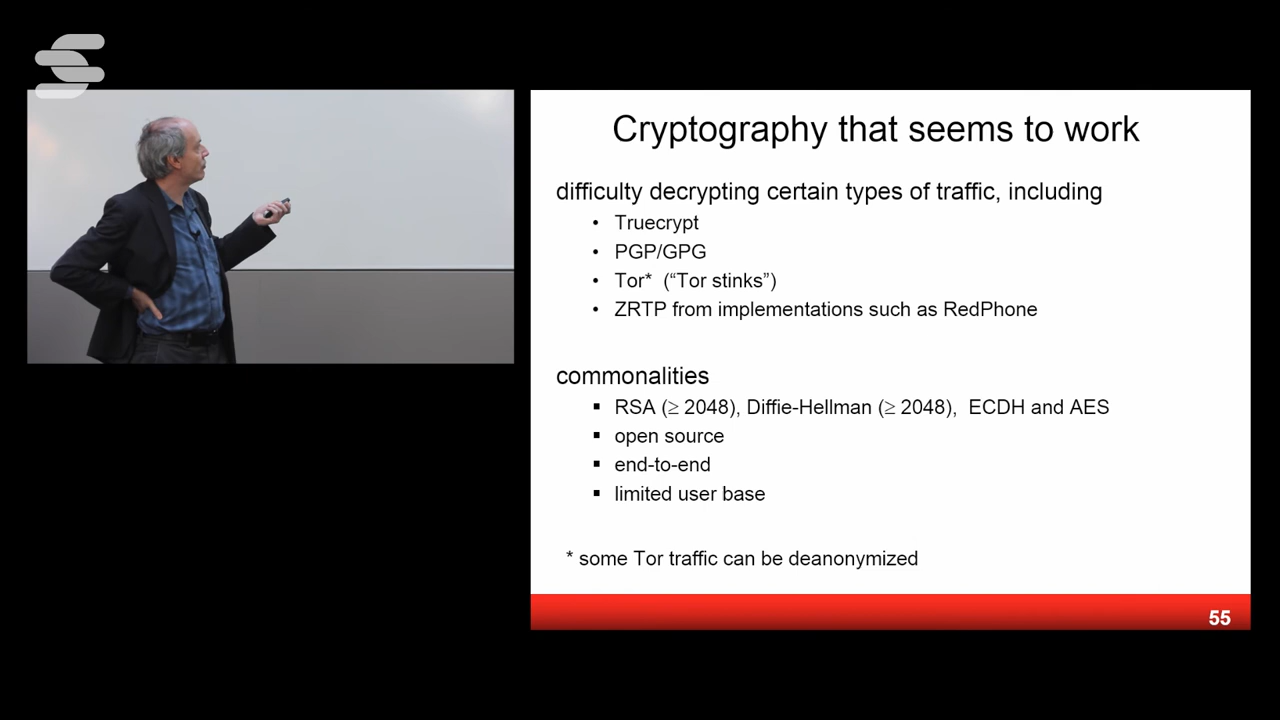 Cryptography that seems to work
difficulty decrypting certain types of traffic, including
• Truecrypt
• PGP/GPG
• Tor* (“Tor stinks”)
• ZRTP from implementations such as RedPhone
commonalities
▪ RSA (≥ 2048), Diffie-Hellman (≥ 2048), ECDH and AES
▪ open source
▪ end-to-end
▪ limited user base
* some Tor traffic can be deanonymized
55